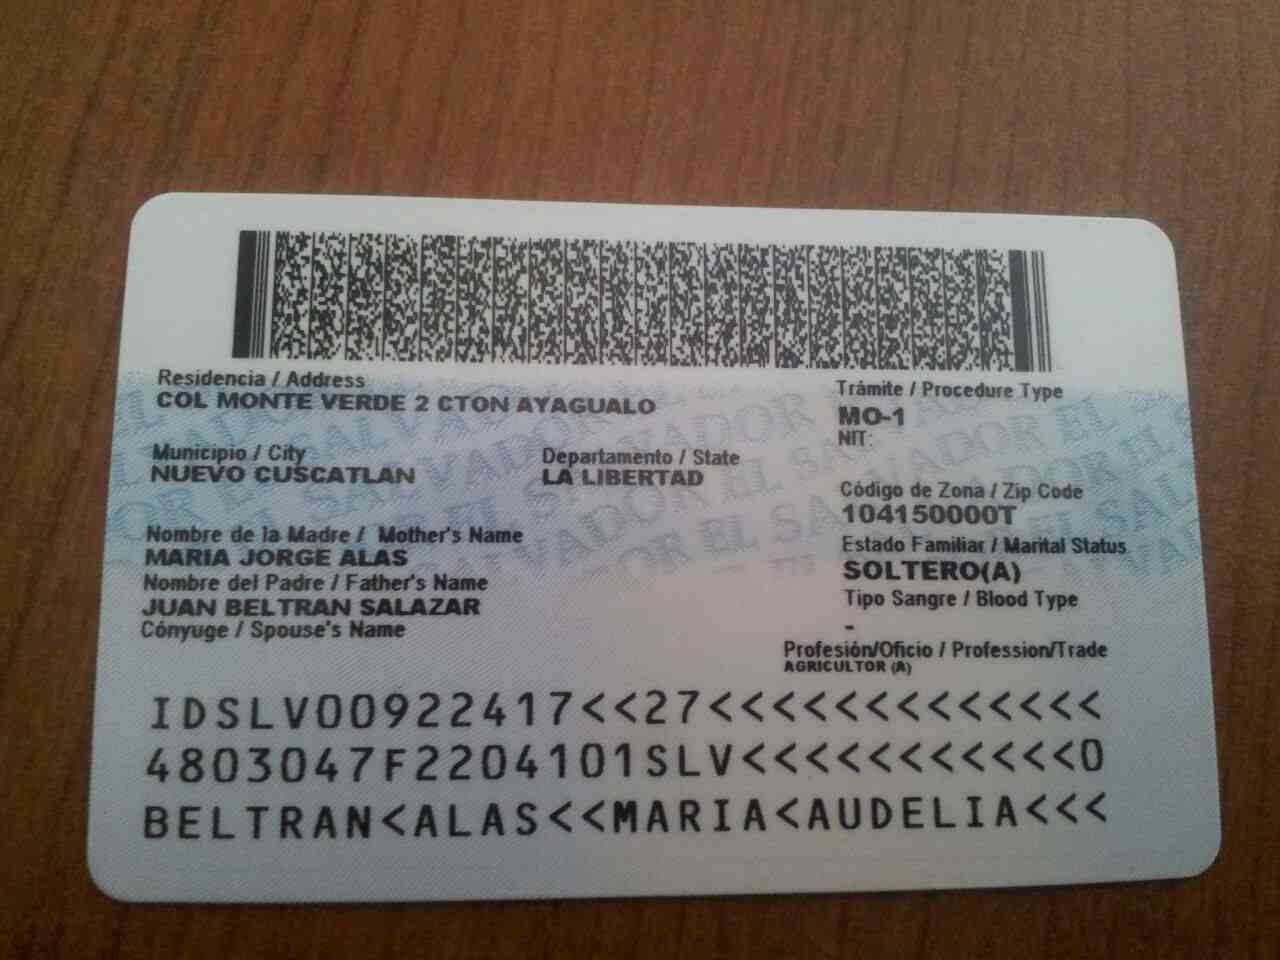 Residencia / Address
COL MONTE VERDE 2 CTON AYAGUALO
Municipio / City
NUEVO CUSCATLAN
Departamento / State
LA LIBERTAD
Nombre de la Madre / Mother's Name
MARIA JORGE ALAS
Nombre del Padre / Father's Name
JUAN BELTRAN SALAZAR
Cónyuge / Spouse's Name
Trámite / Procedure Type
MO-1
NIT:
Código de Zona / Zip Code
104150000T
Estado Familiar / Marital Status
SOLTERO(A)
Tipo Sangre / Blood Type
-
Profesión/Oficio / Profession/Trade
AGRICULTOR (A)
IDSLV00922417<<27<<<<<<<<<<<<<
4803047F2204101SLV<<<<<<<<<<<0
BELTRAN<ALAS<<MARIA<AUDELIA<<<